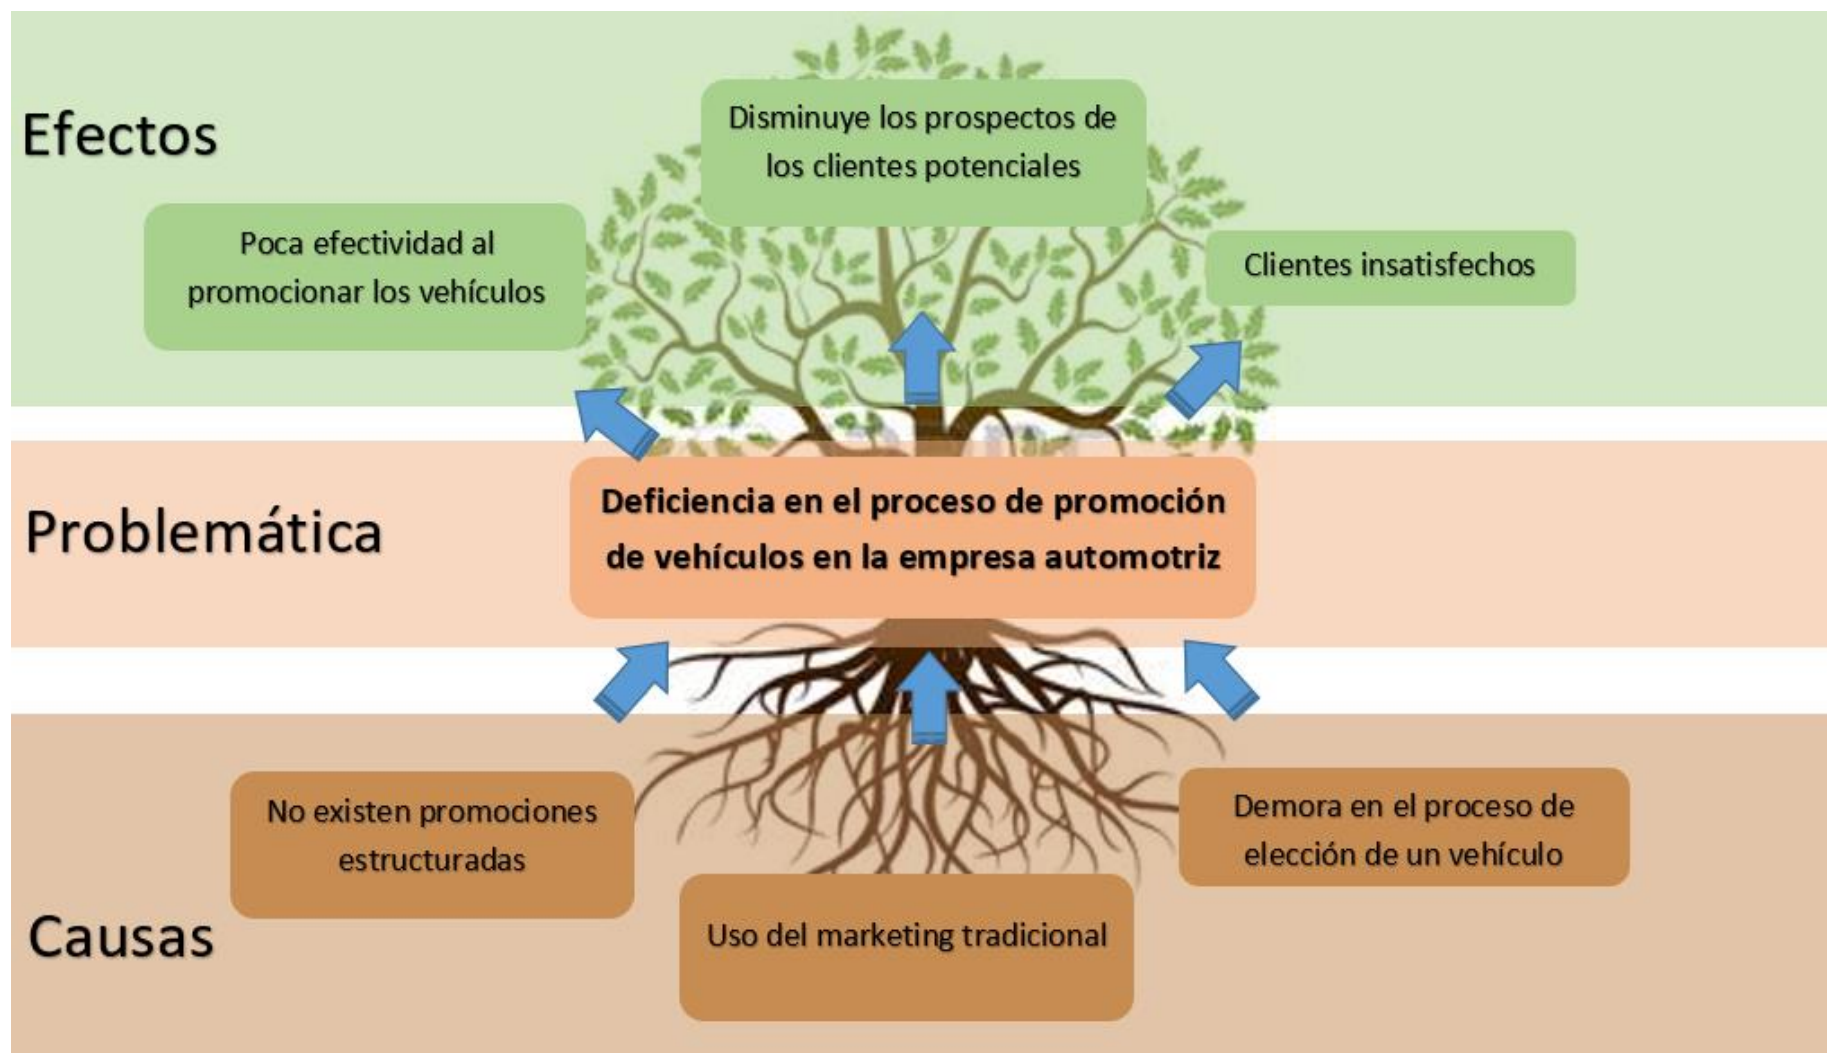 Efectos
Disminuye los prospectos de
los clientes potenciales
Poca efectividad al
promocionar los vehículos
Clientes insatisfechos
Problemática
Deficiencia en el proceso de promoción
de vehículos en la empresa automotriz
No existen promociones
estructuradas
Demora en el proceso de
elección de un vehículo
Causas
Uso del marketing tradicional